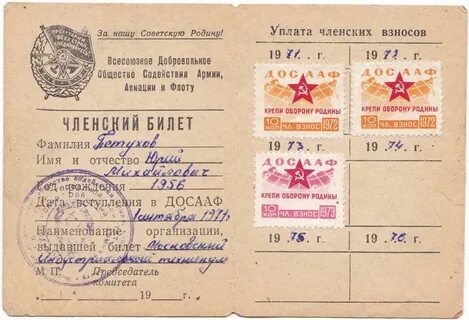 За нашу Советскую Родину!
Всесоюзное Добровольное
Общество Содействия Армии,
Авиации и Флоту
ЧЛЕНСКИЙ БИЛЕТ
Фамилия Петухов
Имя и отчество Юрий
Михайлович
рождения 1956
Дата вступления в ДОСААФ
1 сентября 1971г.
Наименование организации,
выдавшей билет Московский
Индустриальный техникум
М. П. Председатель
комитета
" " 19 г.
Уплата членских взносов
1971. г. 1972. г.
ДОСААФ
КРЕПИ ОБОРОНУ РОДИНЫ
10 КОП ЧЛ. ВЗНОС 1972
ДОСААФ
КРЕПИ ОБОРОНУ РОДИНЫ
10 КОП ЧЛ. ВЗНОС 1972
1973. г. 1974. г.
ДОСААФ
КРЕПИ ОБОРОНУ РОДИНЫ
10 КОП ЧЛ. ВЗНОС 1973
1975. г. 1976. г.